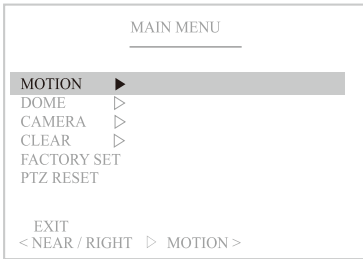 MAIN MENU
MOTION ▶
DOME ▷
CAMERA ▷
CLEAR ▷
FACTORY SET
PTZ RESET
EXIT
< NEAR / RIGHT ▷ MOTION >